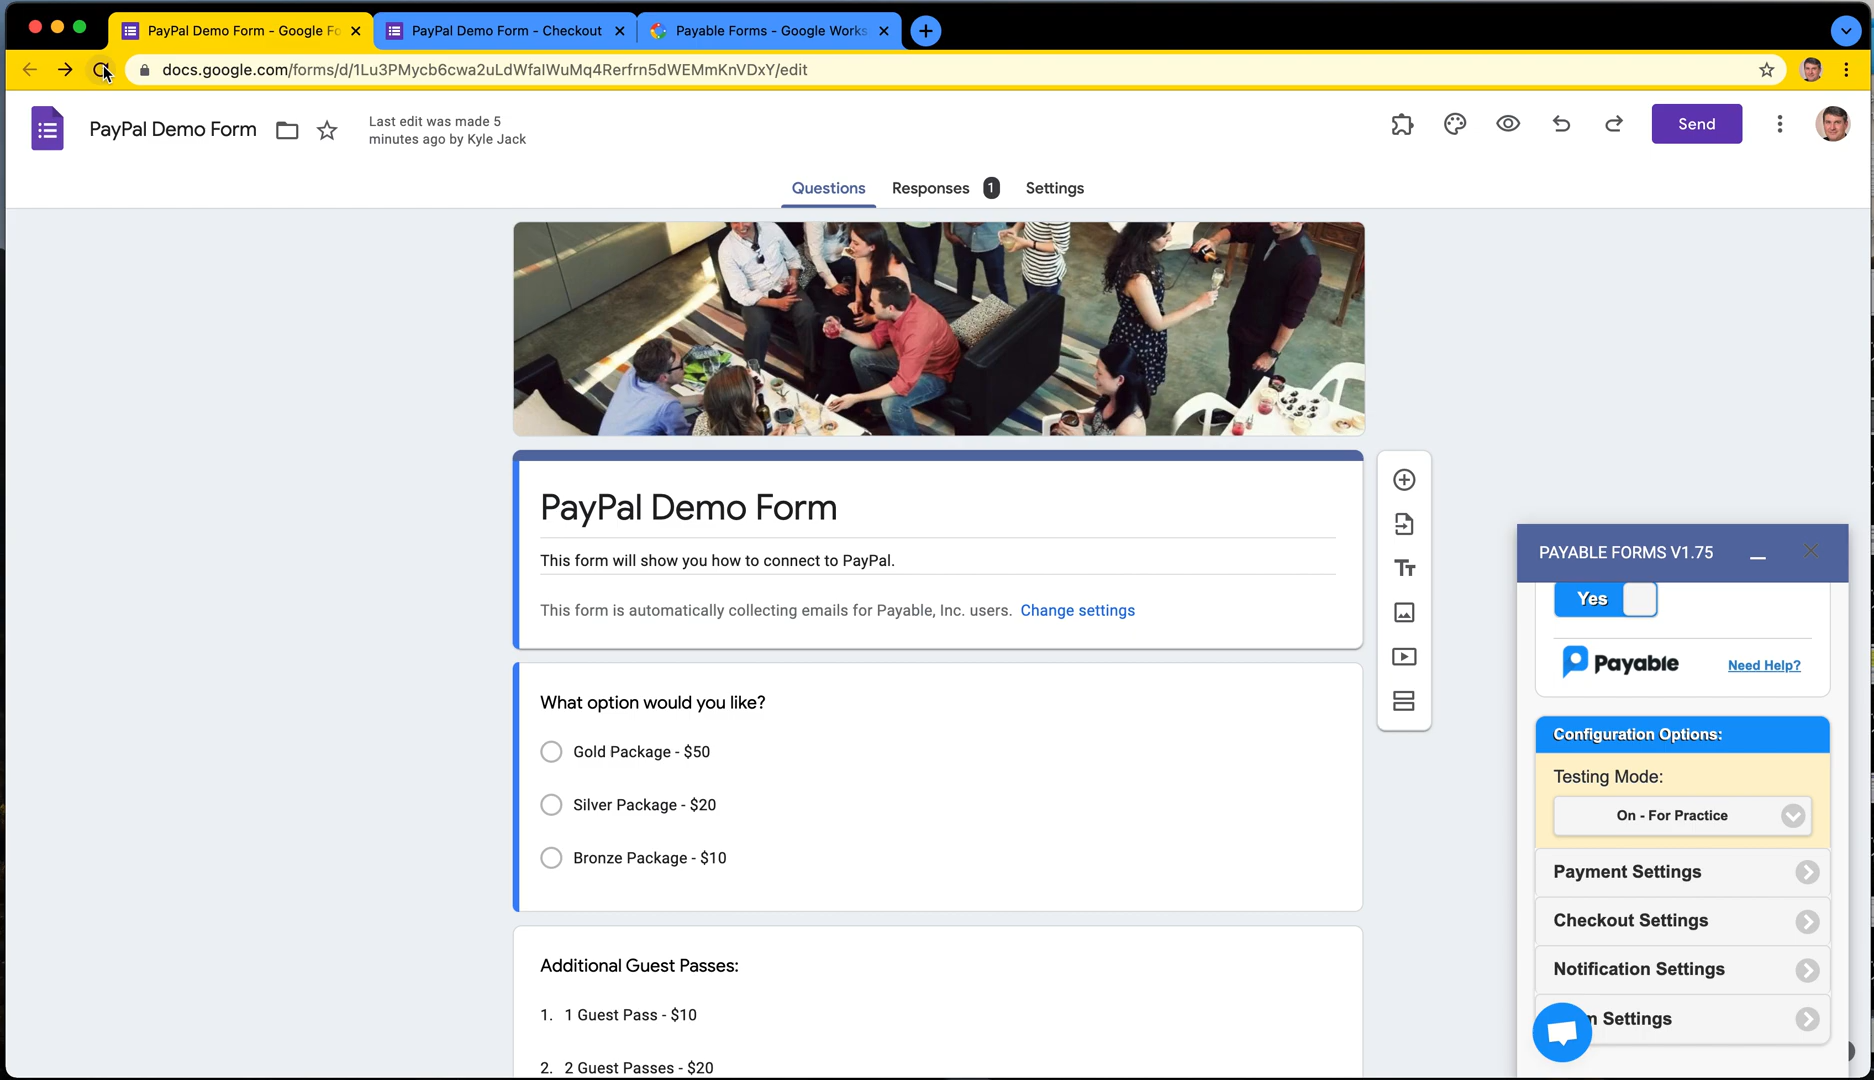 PayPal Demo Form - Google Fo
PayPal Demo Form - Checkout
Payable Forms - Google Works
docs.google.com/forms/d/1Lu3PMycb6cwa2uLdWfalWuMq4Rerfrn5dWEMmKnVDxY/edit
PayPal Demo Form
Last edit was made 5
minutes ago by Kyle Jack
Send
Questions
Responses 1
Settings
PayPal Demo Form
This form will show you how to connect to PayPal.
This form is automatically collecting emails for Payable, Inc. users. Change settings
What option would you like?
Gold Package - $50
Silver Package - $20
Bronze Package - $10
Additional Guest Passes:
1. 1 Guest Pass - $10
2. 2 Guest Passes - $20
PAYABLE FORMS V1.75
Yes
Payable
Need Help?
Configuration Options:
Testing Mode:
On - For Practice
Payment Settings
Checkout Settings
Notification Settings
Settings